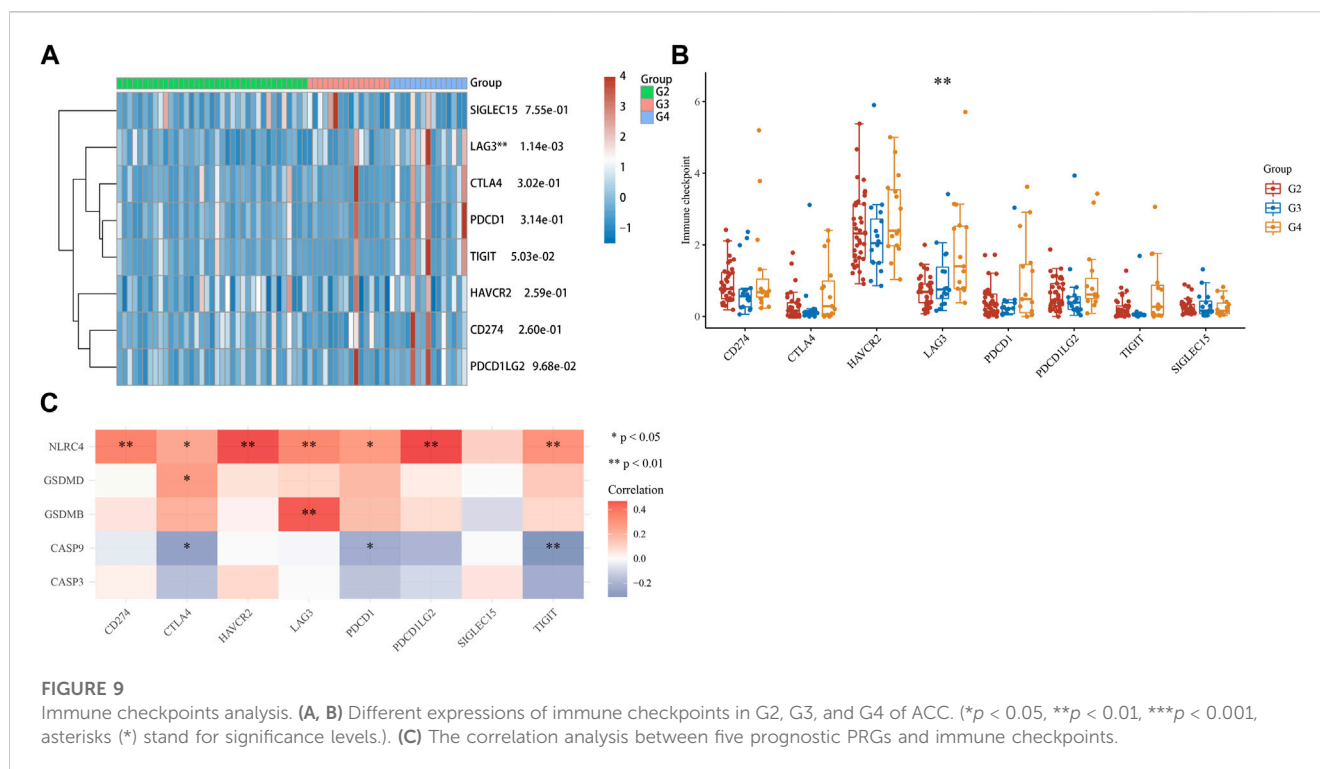 A
Group
SIGLEC15 7.55e-01
LAG3** 1.14e-03
CTLA4 3.02e-01
PDCD1 3.14e-01
TIGIT 5.03e-02
HAVCR2 2.59e-01
CD274 2.60e-01
PDCD1LG2 9.68e-02
4
3
2
1
0
−1
Group
G2
G3
G4
B
**
Immune checkpoint
6
4
2
0
CD274
CTLA4
HAVCR2
LAG3
PDCD1
PDCD1LG2
TIGIT
SIGLEC15
Group
G2
G3
G4
C
NLRC4 ** * ** ** * ** **
GSDMD *
GSDMB **
CASP9 * * **
CASP3
CD274
CTLA4
HAVCR2
LAG3
PDCD1
PDCD1LG2
SIGLEC15
TIGIT
* p < 0.05
** p < 0.01
Correlation
0.4
0.2
0.0
−0.2
FIGURE 9
Immune checkpoints analysis. (A, B) Different expressions of immune checkpoints in G2, G3, and G4 of ACC. (*p < 0.05, **p < 0.01, ***p < 0.001,
asterisks (*) stand for significance levels.). (C) The correlation analysis between five prognostic PRGs and immune checkpoints.